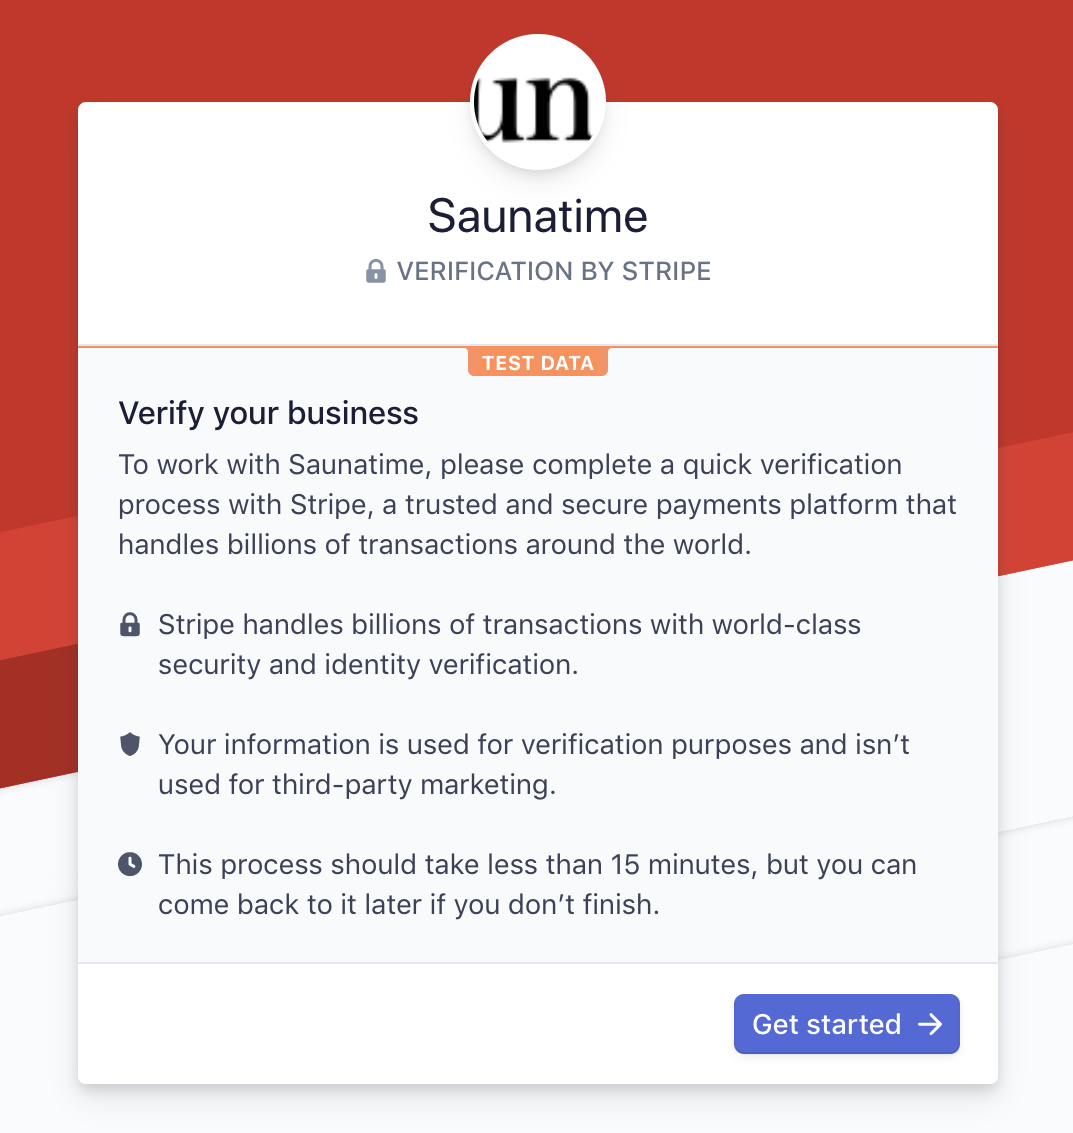 un
Saunatime
VERIFICATION BY STRIPE
TEST DATA
Verify your business
To work with Saunatime, please complete a quick verification
process with Stripe, a trusted and secure payments platform that
handles billions of transactions around the world.
Stripe handles billions of transactions with world-class
security and identity verification.
Your information is used for verification purposes and isn’t
used for third-party marketing.
This process should take less than 15 minutes, but you can
come back to it later if you don’t finish.
Get started →